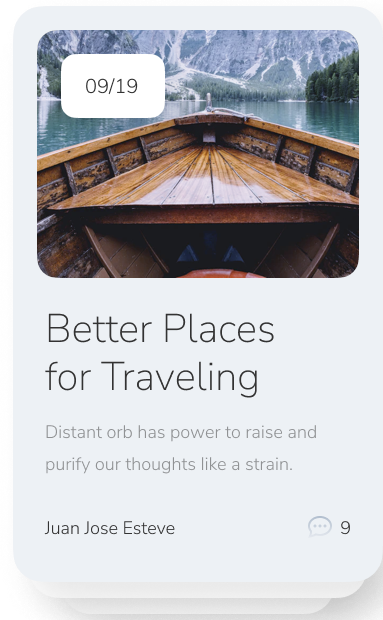 09/19
Better Places
for Traveling
Distant orb has power to raise and
purify our thoughts like a strain.
Juan Jose Esteve
9